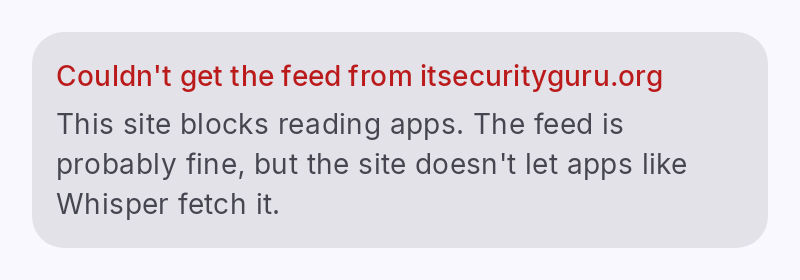 Couldn't get the feed from itsecurityguru.org
This site blocks reading apps. The feed is
probably fine, but the site doesn't let apps like
Whisper fetch it.